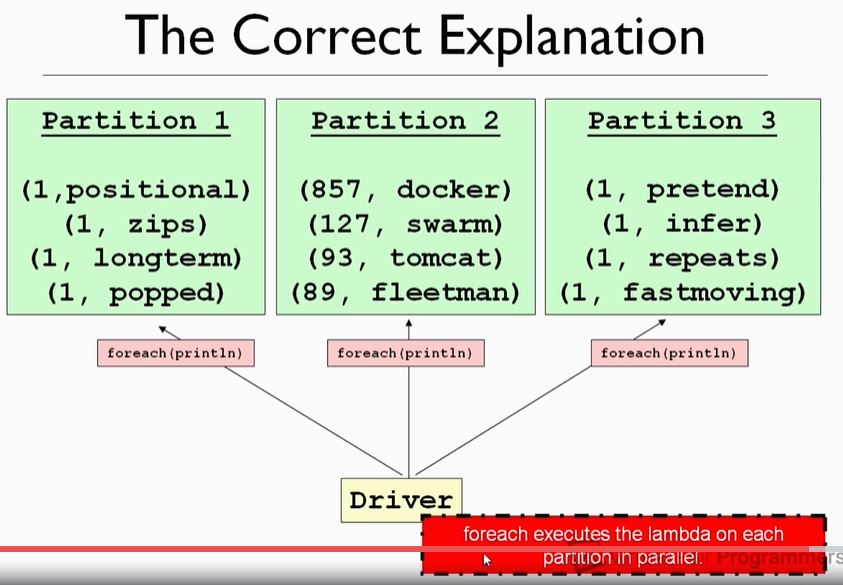 The Correct Explanation
Partition 1
(1,positional)
(1, zips)
(1, longterm)
(1, popped)
Partition 2
(857, docker)
(127, swarm)
(93, tomcat)
(89, fleetman)
Partition 3
(1, pretend)
(1, infer)
(1, repeats)
(1, fastmoving)
foreach(println)
foreach(println)
foreach(println)
Driver
foreach executes the lambda on each
partition in parallel.
Programmers